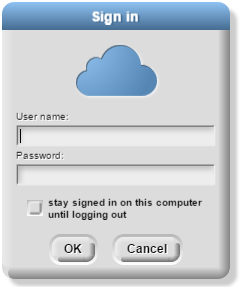 Sign in
User name:
Password:
stay signed in on this computer
until logging out
OK
Cancel